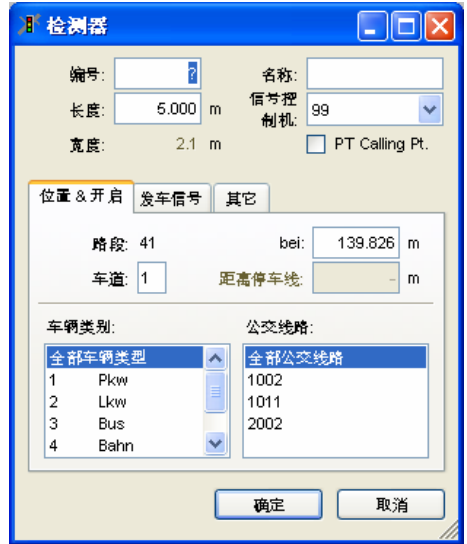 检测器
编号: ? 名称:
长度: 5.000 m 信号控制机: 99
宽度: 2.1 m PT Calling Pt.
位置 & 开启 发车信号 其它
路段: 41 bei: 139.826 m
车道: 1 距离停车线: - m
车辆类别: 公交线路:
全部车辆类型 全部公交线路
1 Pkw 1002
2 Lkw 1011
3 Bus 2002
4 Bahn
确定 取消